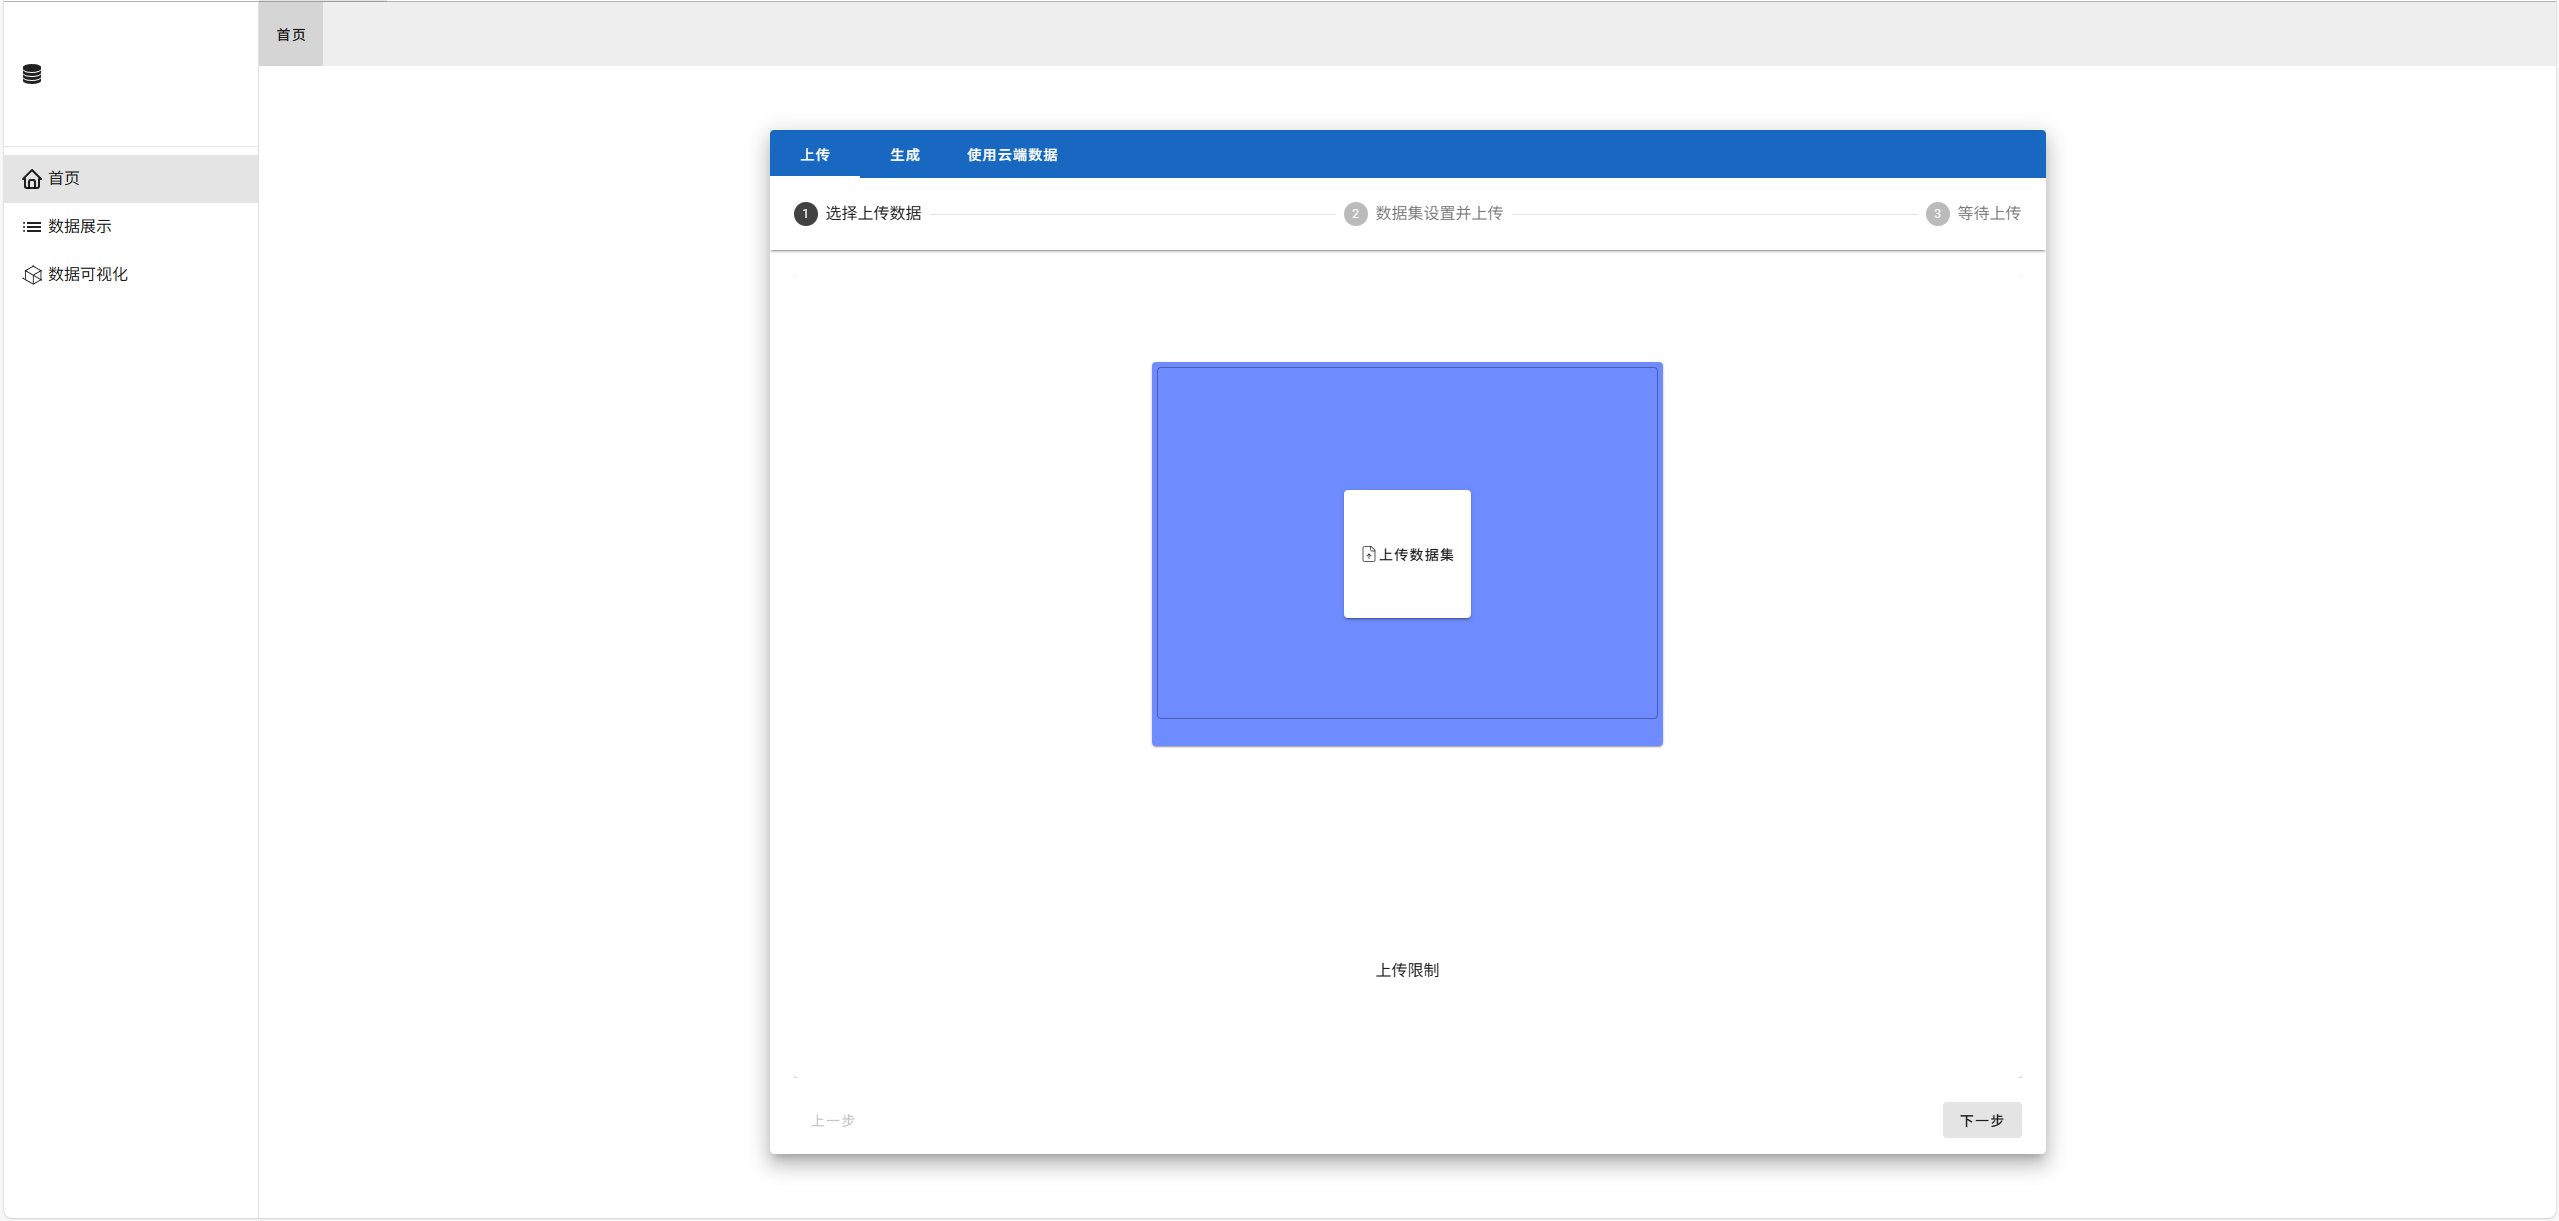 首页
首页
数据展示
数据可视化
上传 生成 使用云端数据
1 选择上传数据 2 数据集设置并上传 3 等待上传
上传数据集
上传限制
上一步 下一步